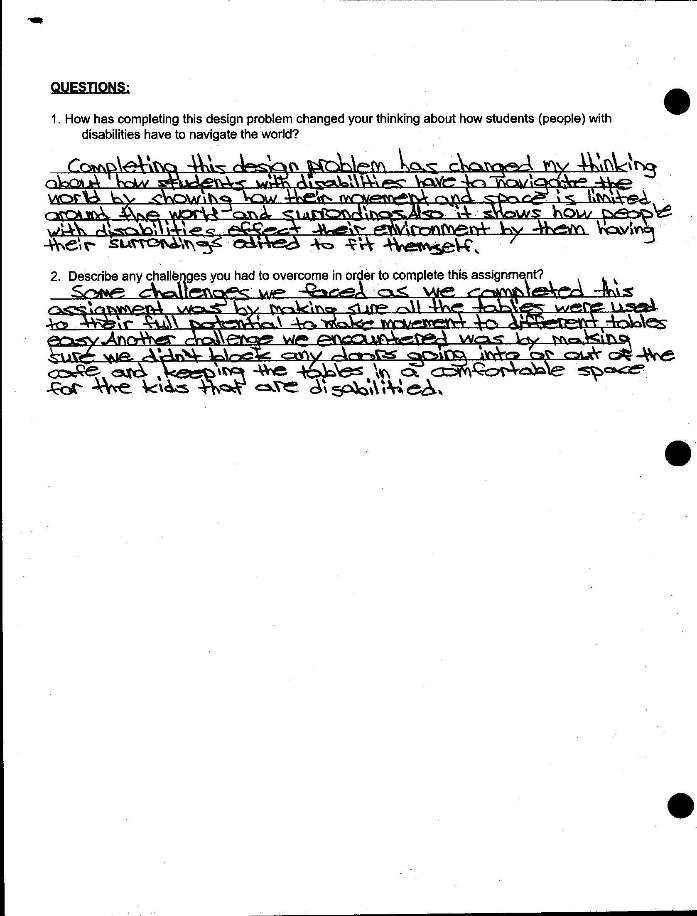 QUESTIONS:
1. How has completing this design problem changed your thinking about how students (people) with
disabilities have to navigate the world?
Completing this design problem has changed my thinking
about how students with disabilities have to navigate the
world by showing how their movement and space is limited
around the world and surrondings. Also it shows how people
with disabilities effect their environment by them having
their surrondings edited to fit themself.
2. Describe any challenges you had to overcome in order to complete this assignment?
Some challenges we faced as we completed this
assignment was by, making sure all the tables were used
to their full potential to make movement to different tables
easy. Another challenge we encountered was by making
sure we didn't block any doors going into or out of the
cafe and keeping the tables in a comfortable space
for the kids that are disabilitied.